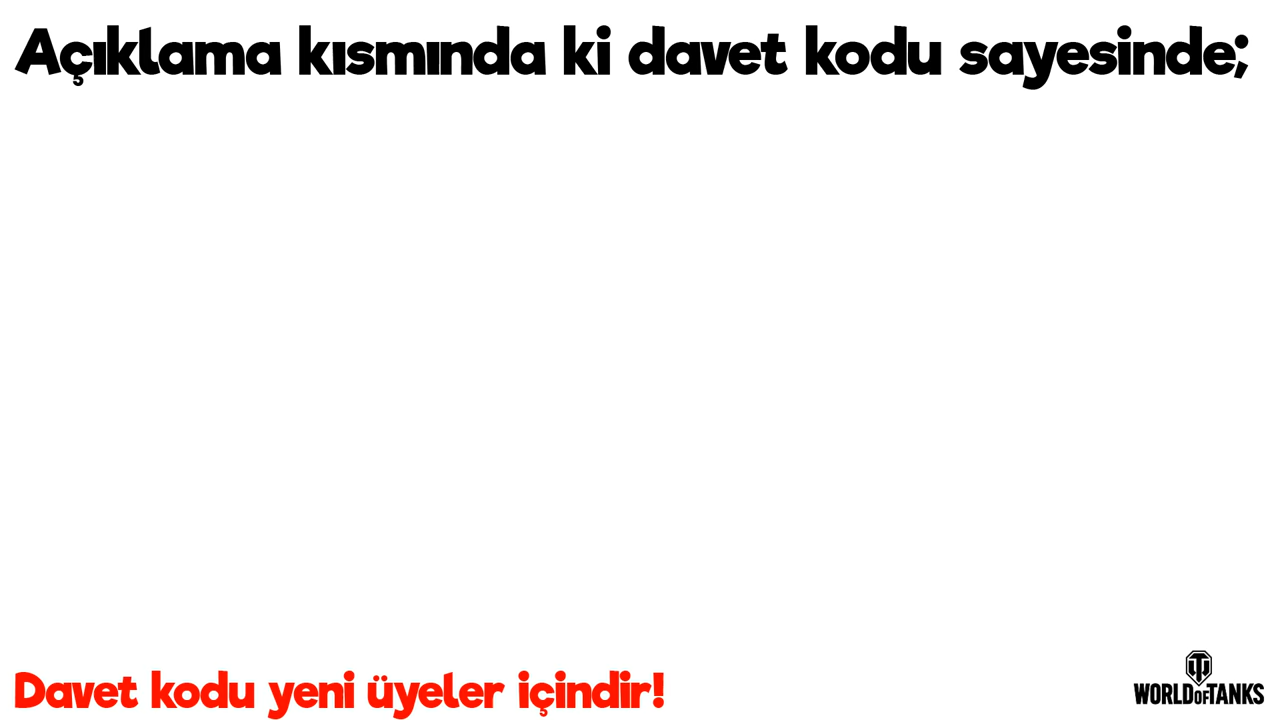 Açıklama kısmında ki davet kodu sayesinde;
Davet kodu yeni üyeler içindir!
WORLD OF TANKS